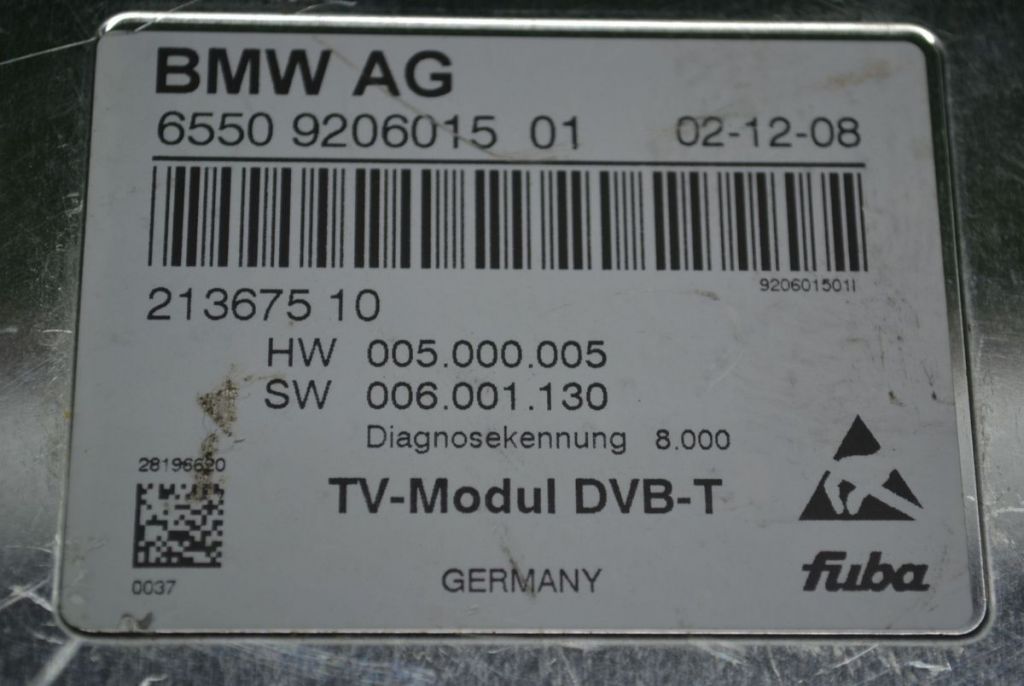 BMW AG
6550 9206015 01 02-12-08
920601501I
213675 10
HW 005.000.005
SW 006.001.130
Diagnosekennung 8.000
28196620
TV-Modul DVB-T
fuba
GERMANY
0037